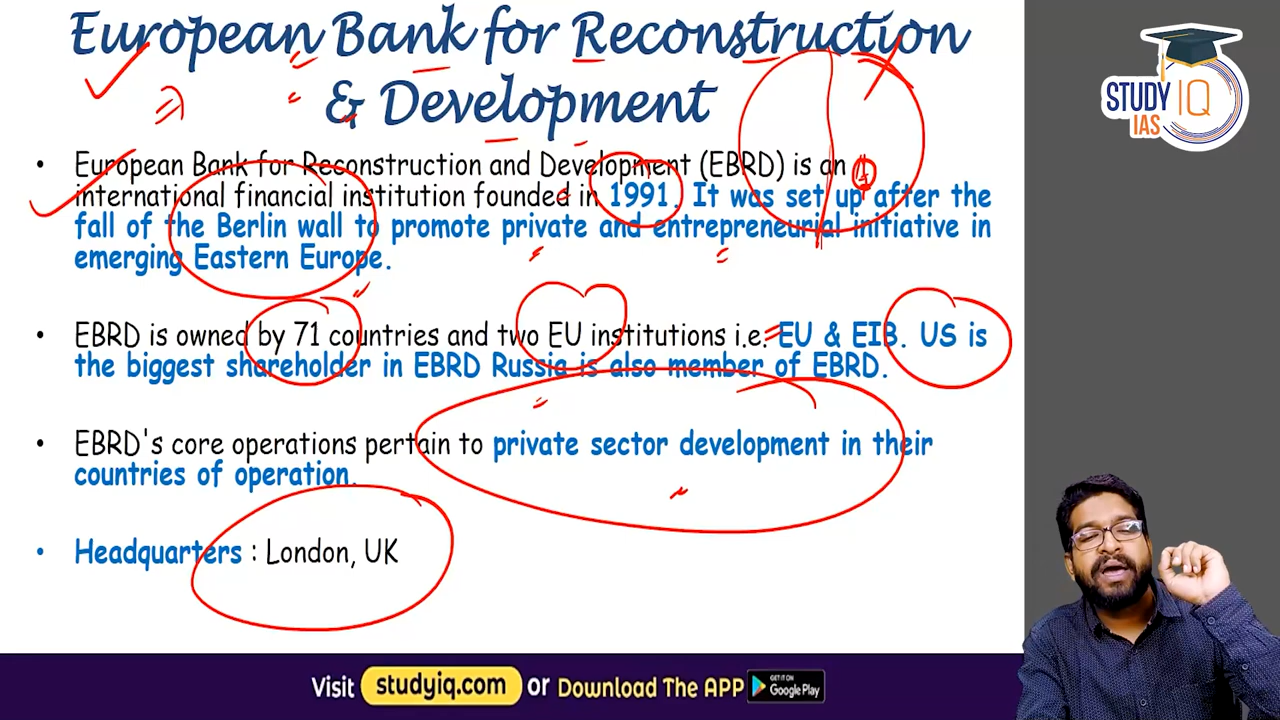 European Bank for Reconstruction
& Development
STUDY IQ
IAS
• European Bank for Reconstruction and Development (EBRD) is an
international financial institution founded in 1991. It was set up after the
fall of the Berlin wall to promote private and entrepreneurial initiative in
emerging Eastern Europe.
• EBRD is owned by 71 countries and two EU institutions i.e. EU & EIB. US is
the biggest shareholder in EBRD Russia is also member of EBRD.
• EBRD's core operations pertain to private sector development in their
countries of operation.
• Headquarters : London, UK
Visit studyiq.com or Download The APP GET IT ON Google Play